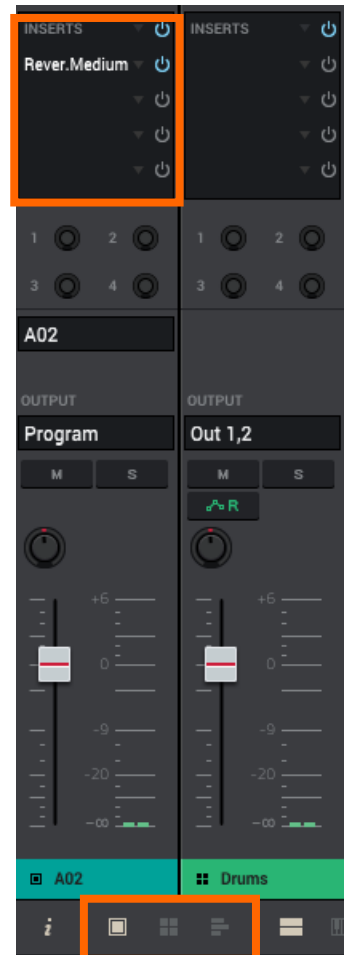 INSERTS INSERTS
Rever.Medium
1 2 1 2
3 4 3 4
A02
OUTPUT OUTPUT
Program Out 1,2
M S M S
R
+6 +6
0 0
-9 -9
-20 -20
-∞ -∞
A02 Drums
i